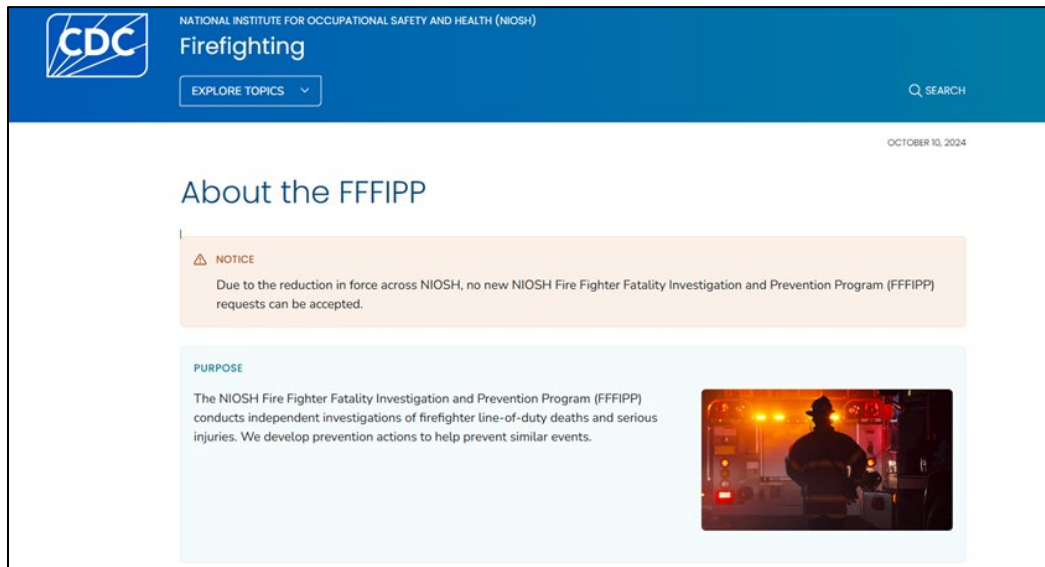 CDC
NATIONAL INSTITUTE FOR OCCUPATIONAL SAFETY AND HEALTH (NIOSH)
Firefighting
EXPLORE TOPICS
SEARCH
OCTOBER 10, 2024
About the FFFIPP
NOTICE
Due to the reduction in force across NIOSH, no new NIOSH Fire Fighter Fatality Investigation and Prevention Program (FFFIPP)
requests can be accepted.
PURPOSE
The NIOSH Fire Fighter Fatality Investigation and Prevention Program (FFFIPP)
conducts independent investigations of firefighter line-of-duty deaths and serious
injuries. We develop prevention actions to help prevent similar events.